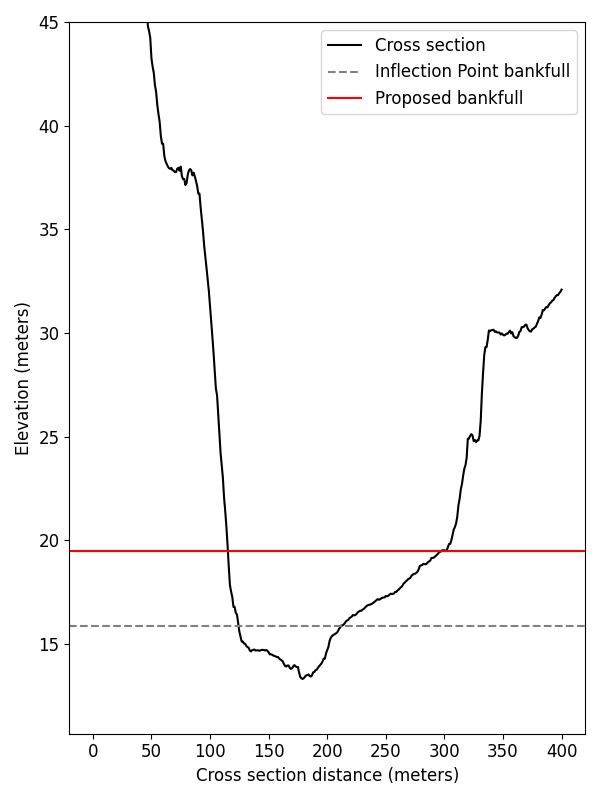 45
40
35
30
25
20
15
Elevation (meters)
Cross section
Inflection Point bankfull
Proposed bankfull
0 50 100 150 200 250 300 350 400
Cross section distance (meters)